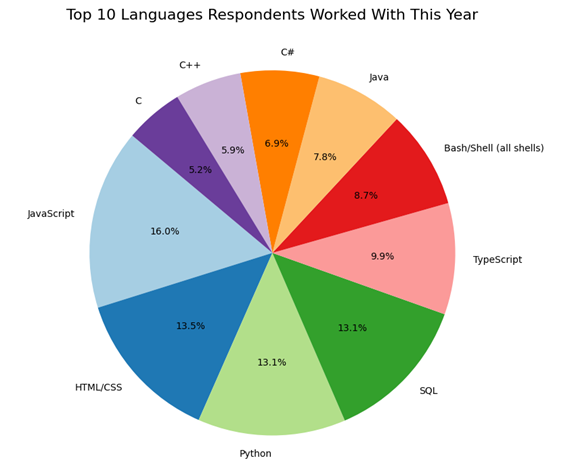 Top 10 Languages Respondents Worked With This Year
C#
C++
Java
C
Bash/Shell (all shells)
6.9%
5.9%
7.8%
5.2%
8.7%
JavaScript
16.0%
9.9%
TypeScript
13.5%
13.1%
13.1%
HTML/CSS
SQL
Python